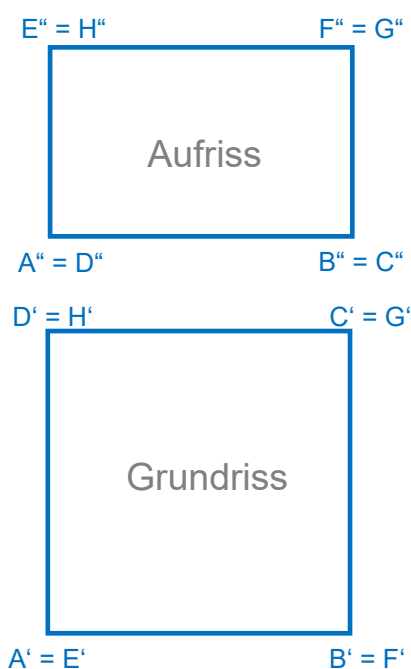 E“ = H“ F“ = G“
Aufriss
A“ = D“ B“ = C“
D‘ = H‘ C‘ = G‘
Grundriss
A‘ = E‘ B‘ = F‘